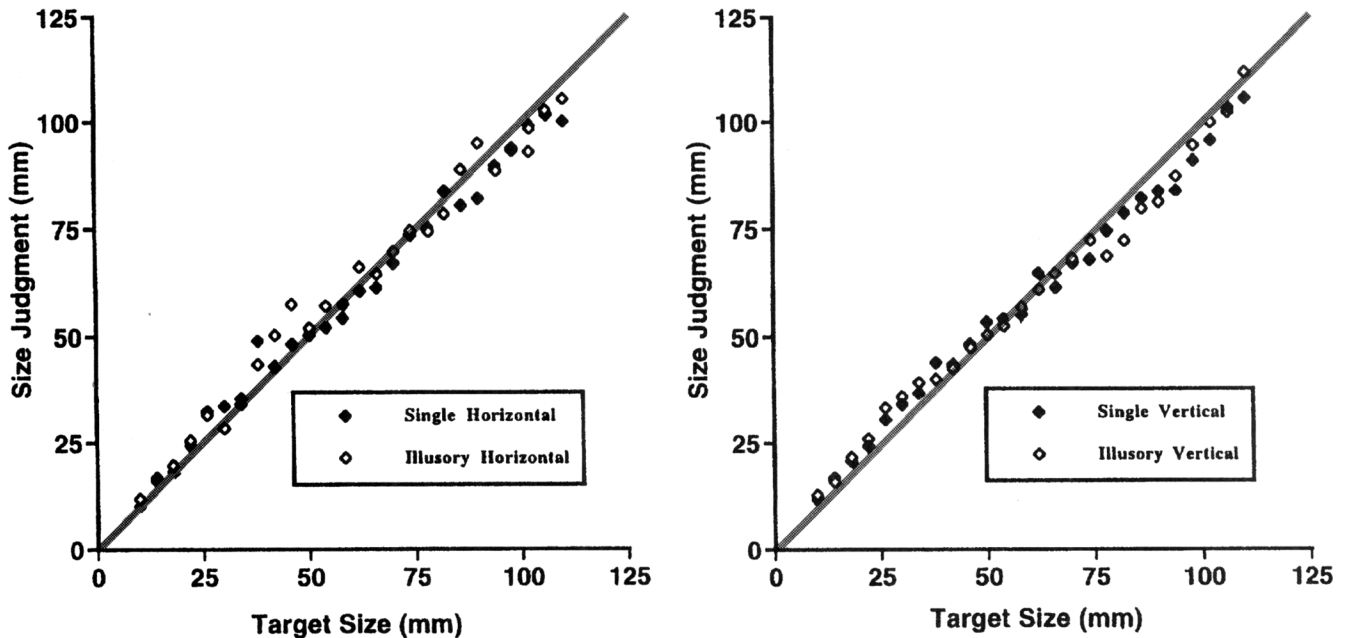 125
100
75
50
25
0
Size Judgment (mm)
Single Horizontal
Illusory Horizontal
0 25 50 75 100 125
Target Size (mm)
125
100
75
50
25
0
Size Judgment (mm)
Single Vertical
Illusory Vertical
0 25 50 75 100 125
Target Size (mm)